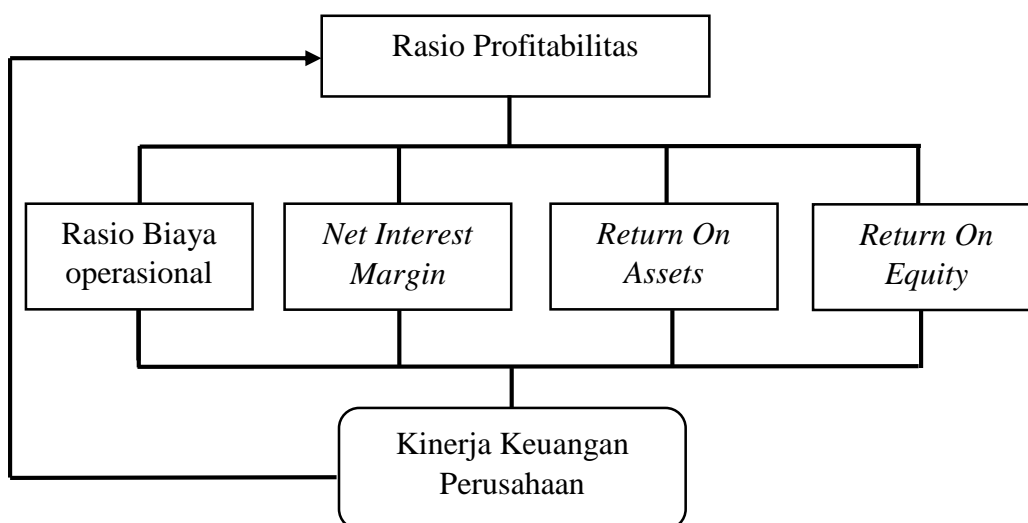 Rasio Profitabilitas
Rasio Biaya
operasional
Net Interest
Margin
Return On
Assets
Return On
Equity
Kinerja Keuangan
Perusahaan